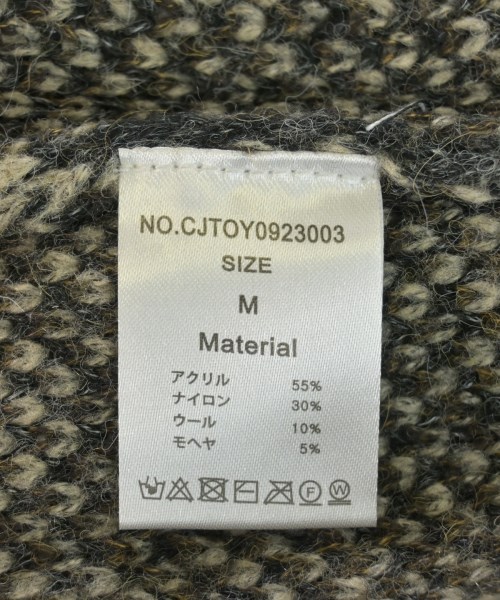 NO.CJTOY0923003
SIZE
M
Material
アクリル 55%
ナイロン 30%
ウール 10%
モヘヤ 5%
F W